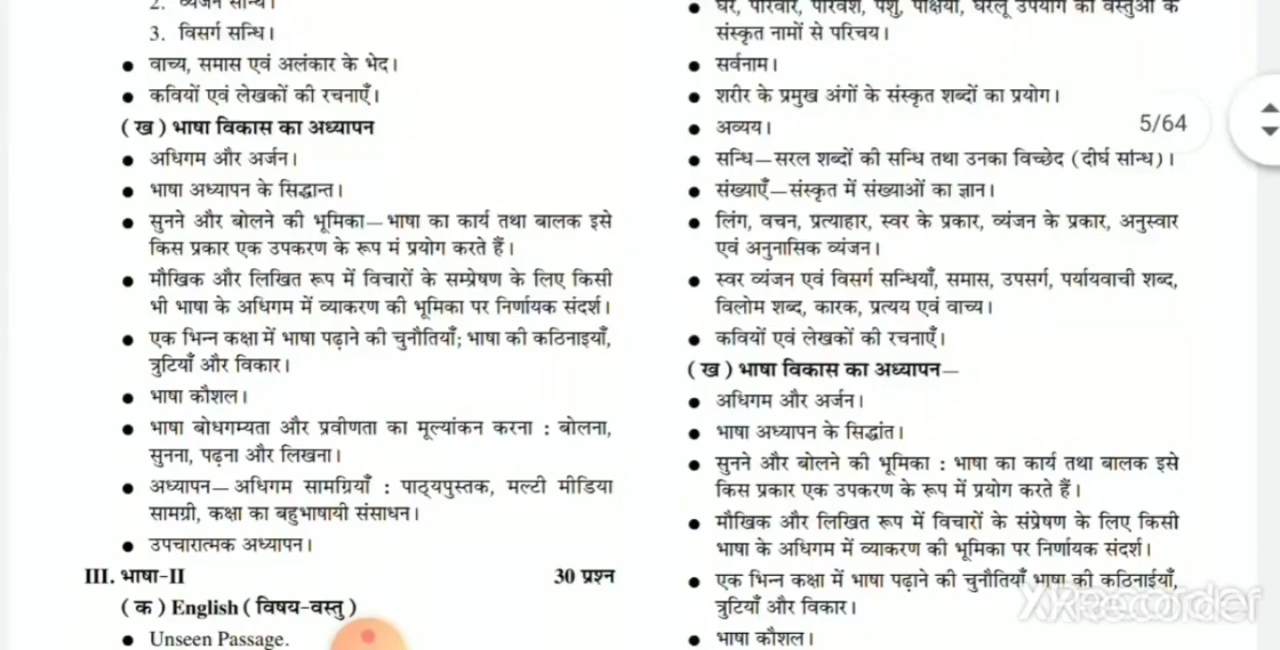 2. व्यंजन सन्धि।
3. विसर्ग सन्धि।
● वाच्य, समास एवं अलंकार के भेद।
● कवियों एवं लेखकों की रचनाएँ।
( ख ) भाषा विकास का अध्यापन
● अधिगम और अर्जन।
● भाषा अध्यापन के सिद्धान्त।
● सुनने और बोलने की भूमिका— भाषा का कार्य तथा बालक इसे
किस प्रकार एक उपकरण के रूप मं प्रयोग करते हैं।
● मौखिक और लिखित रूप में विचारों के सम्प्रेषण के लिए किसी
भी भाषा के अधिगम में व्याकरण की भूमिका पर निर्णायक संदर्श।
● एक भिन्न कक्षा में भाषा पढ़ाने की चुनौतियाँ; भाषा की कठिनाइयाँ,
त्रुटियाँ और विकार।
● भाषा कौशल।
● भाषा बोधगम्यता और प्रवीणता का मूल्यांकन करना : बोलना,
सुनना, पढ़ना और लिखना।
● अध्यापन— अधिगम सामग्रियाँ : पाठ्यपुस्तक, मल्टी मीडिया
सामग्री, कक्षा का बहुभाषायी संसाधन।
● उपचारात्मक अध्यापन।
III. भाषा-II 30 प्रश्न
( क ) English ( विषय-वस्तु )
● Unseen Passage.
● घर, परिवार, परिवेश, पशु, पक्षियों, घरेलू उपयोग की वस्तुओं के
संस्कृत नामों से परिचय।
● सर्वनाम।
● शरीर के प्रमुख अंगों के संस्कृत शब्दों का प्रयोग।
● अव्यय।
5/64
● सन्धि—सरल शब्दों की सन्धि तथा उनका विच्छेद (दीर्घ सन्धि)।
● संख्याएँ—संस्कृत में संख्याओं का ज्ञान।
● लिंग, वचन, प्रत्याहार, स्वर के प्रकार, व्यंजन के प्रकार, अनुस्वार
एवं अनुनासिक व्यंजन।
● स्वर व्यंजन एवं विसर्ग सन्धियाँ, समास, उपसर्ग, पर्यायवाची शब्द,
विलोम शब्द, कारक, प्रत्यय एवं वाच्य।
● कवियों एवं लेखकों की रचनाएँ।
( ख ) भाषा विकास का अध्यापन—
● अधिगम और अर्जन।
● भाषा अध्यापन के सिद्धांत।
● सुनने और बोलने की भूमिका : भाषा का कार्य तथा बालक इसे
किस प्रकार एक उपकरण के रूप में प्रयोग करते हैं।
● मौखिक और लिखित रूप में विचारों के संप्रेषण के लिए किसी
भाषा के अधिगम में व्याकरण की भूमिका पर निर्णायक संदर्श।
● एक भिन्न कक्षा में भाषा पढ़ाने की चुनौतियाँ भाषा की कठिनाईयाँ,
त्रुटियाँ और विकार।
● भाषा कौशल।
XRecorder